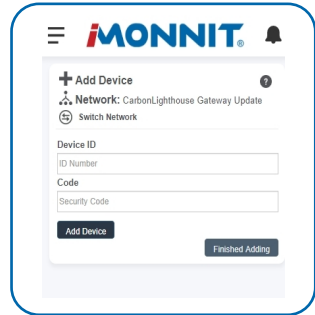 iMONNIT®
Add Device
?
Network: CarbonLighthouse Gateway Update
Switch Network
Device ID
ID Number
Code
Security Code
Add Device
Finished Adding